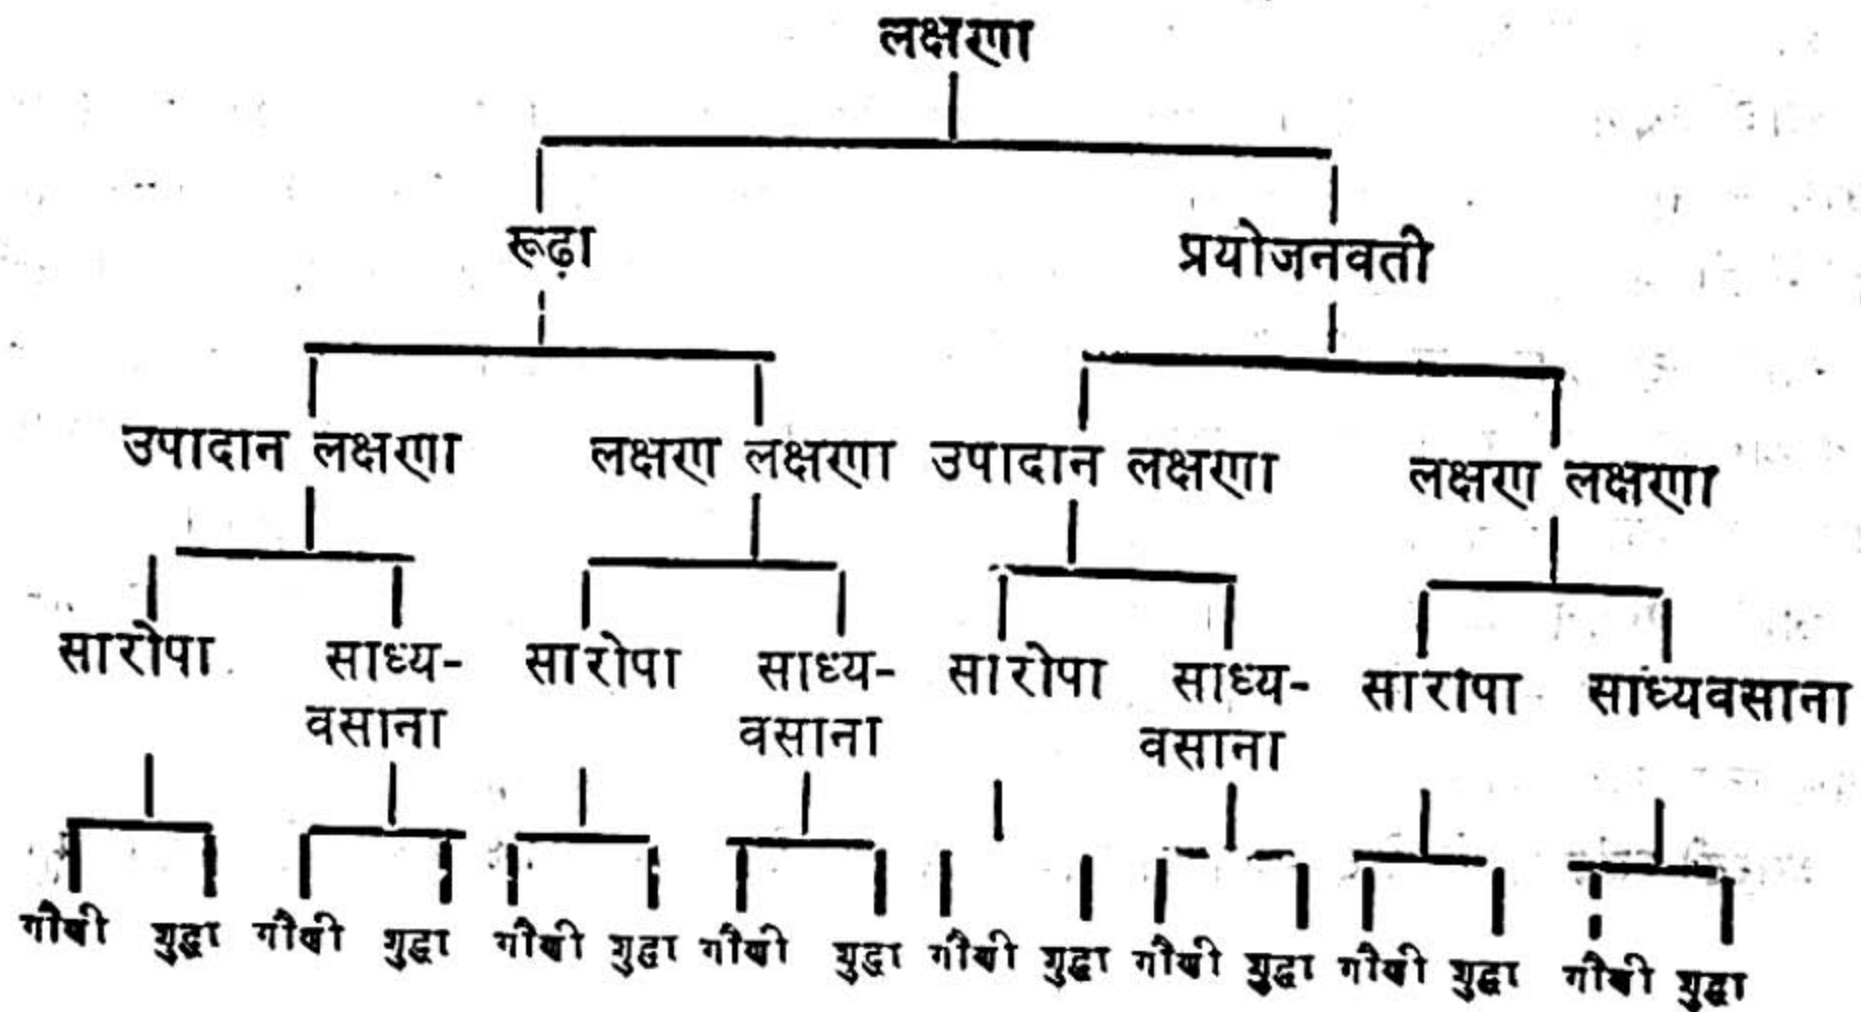 लक्षणा
रूढ़ा प्रयोजनवती
उपादान लक्षणा लक्षण लक्षणा उपादान लक्षणा लक्षण लक्षणा
सारोपा साध्य- सारोपा साध्य- सारोपा साध्य- सारोपा साध्यवसाना
वसाना वसाना वसाना
गौणी शुद्धा गौणी शुद्धा गौणी शुद्धा गौणी शुद्धा गौणी शुद्धा गौणी शुद्धा गौणी शुद्धा गौणी शुद्धा